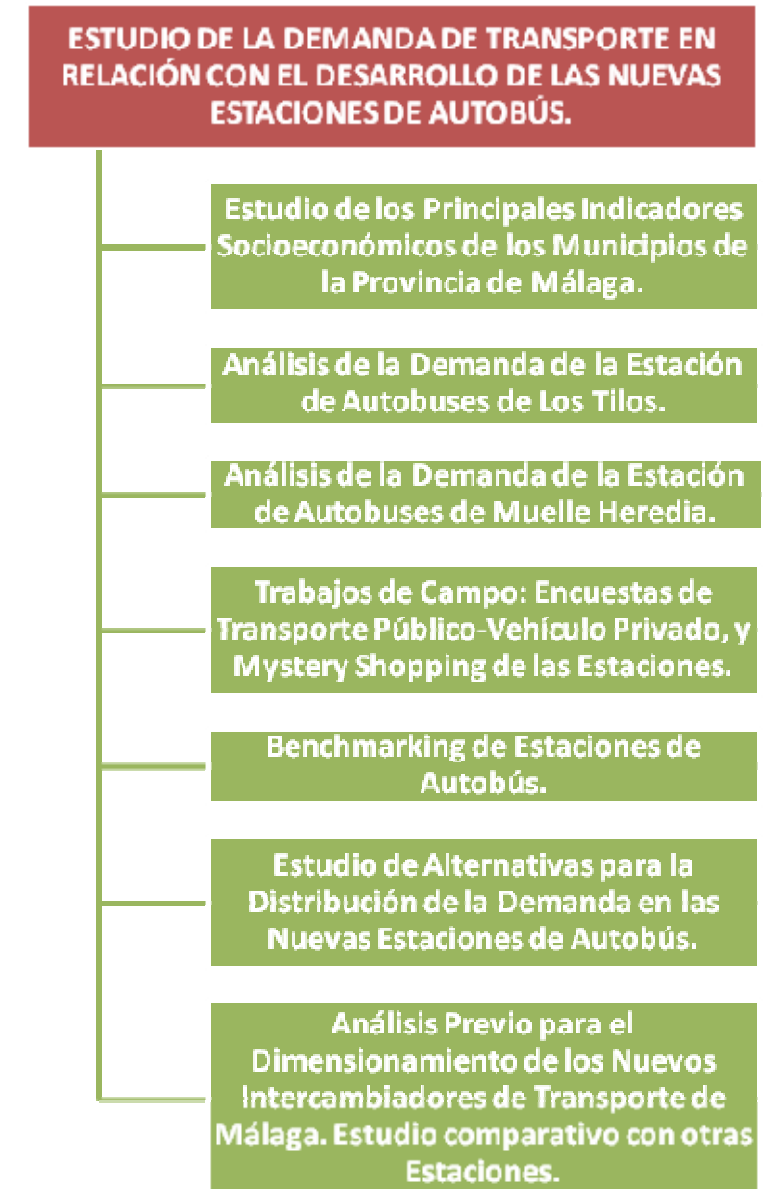 ESTUDIO DE LA DEMANDA DE TRANSPORTE EN
RELACIÓN CON EL DESARROLLO DE LAS NUEVAS
ESTACIONES DE AUTOBÚS.
Estudio de los Principales Indicadores
Socioeconómicos de los Municipios de
la Provincia de Málaga.
Análisis de la Demanda de la Estación
de Autobuses de Los Tilos.
Análisis de la Demanda de la Estación
de Autobuses de Muelle Heredia.
Trabajos de Campo: Encuestas de
Transporte Público-Vehículo Privado, y
Mystery Shopping de las Estaciones.
Benchmarking de Estaciones de
Autobús.
Estudio de Alternativas para la
Distribución de la Demanda en las
Nuevas Estaciones de Autobús.
Análisis Previo para el
Dimensionamiento de los Nuevos
Intercambiadores de Transporte de
Málaga. Estudio comparativo con otras
Estaciones.